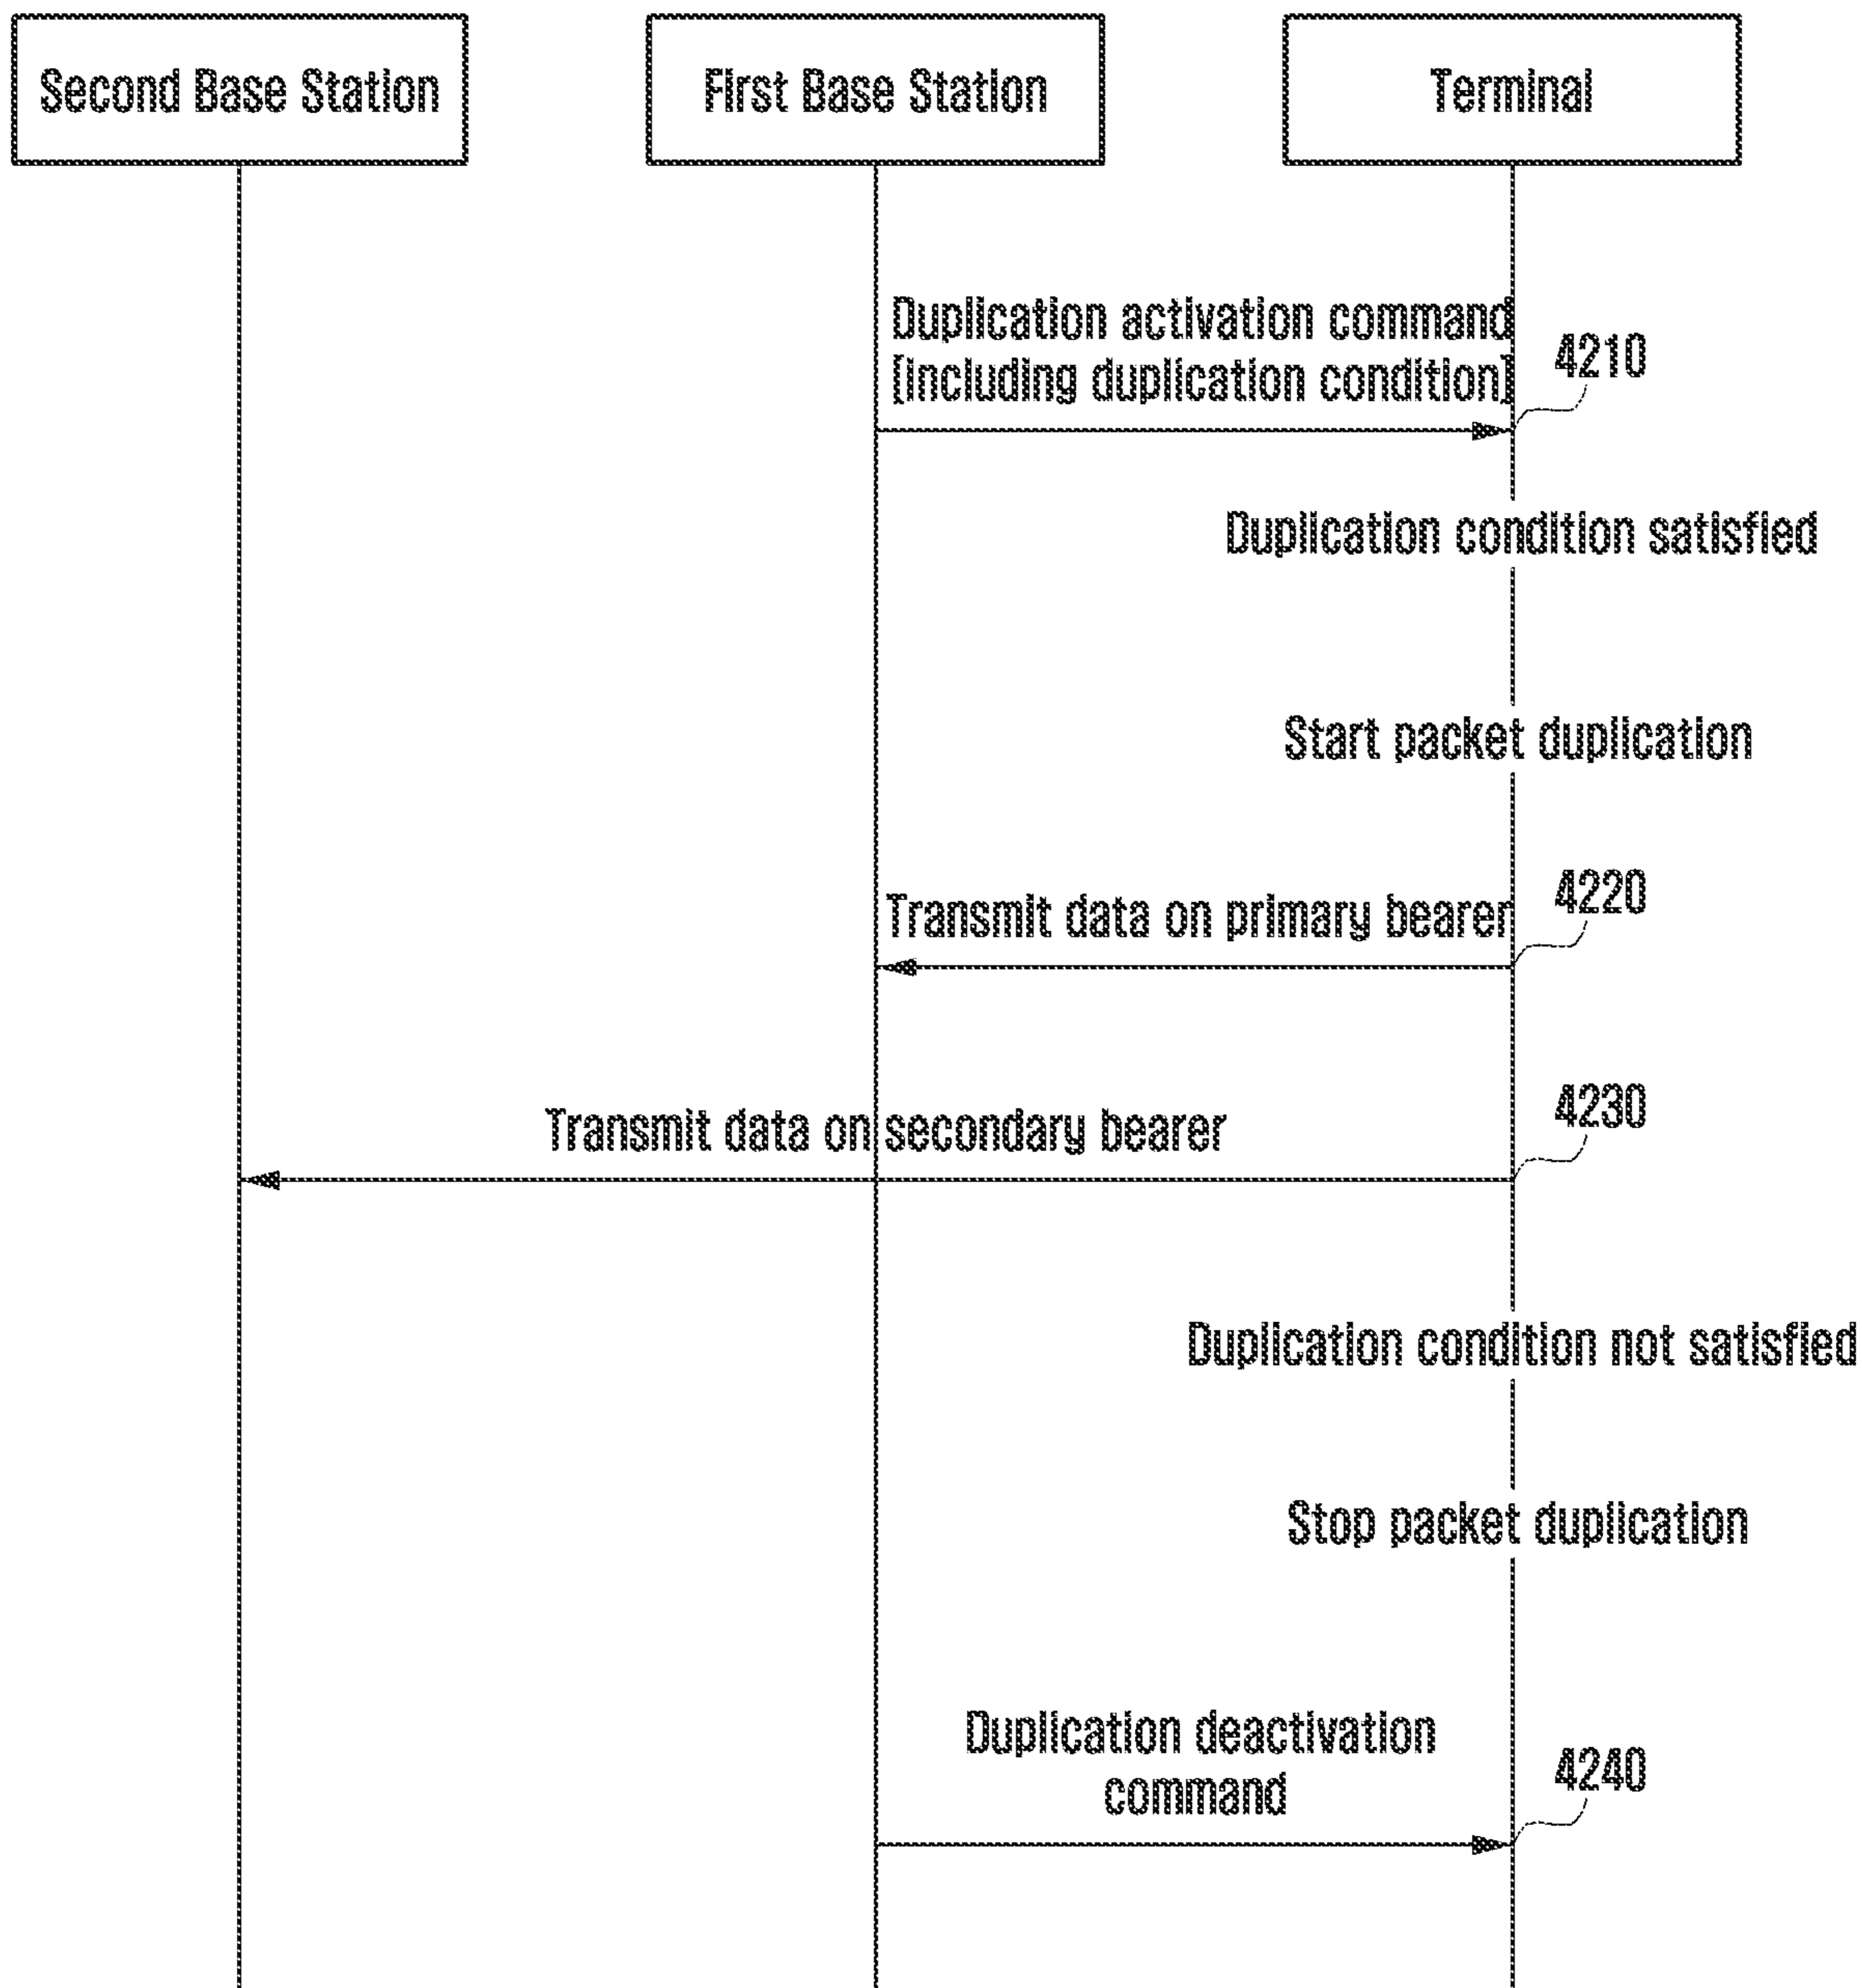 Second Base Station
First Base Station
Terminal
Duplication activation command
[including duplication condition]
4210
Duplication condition satisfied
Start packet duplication
4220
Transmit data on primary bearer
4230
Transmit data on secondary bearer
Duplication condition not satisfied
Stop packet duplication
Duplication deactivation
command
4240